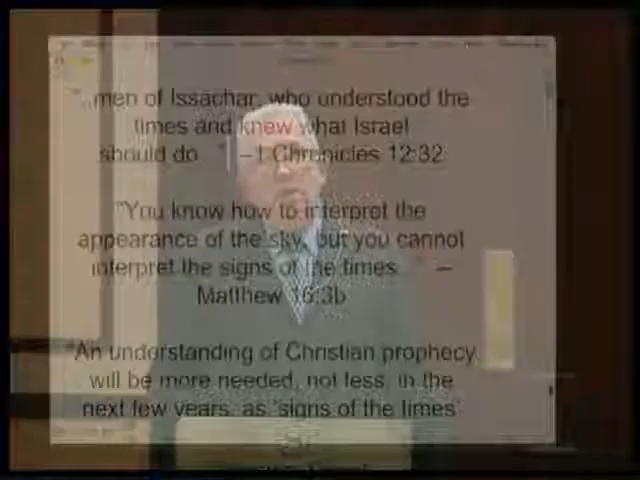 ...men of Issachar, who understood the
times and knew what Israel
should do..." –1 Chronicles 12:32
"You know how to interpret the
appearance of the sky, but you cannot
interpret the signs of the times..." –
Matthew 16:3b
An understanding of Christian prophecy
will be more needed, not less, in the
next few years, as 'signs of the times'